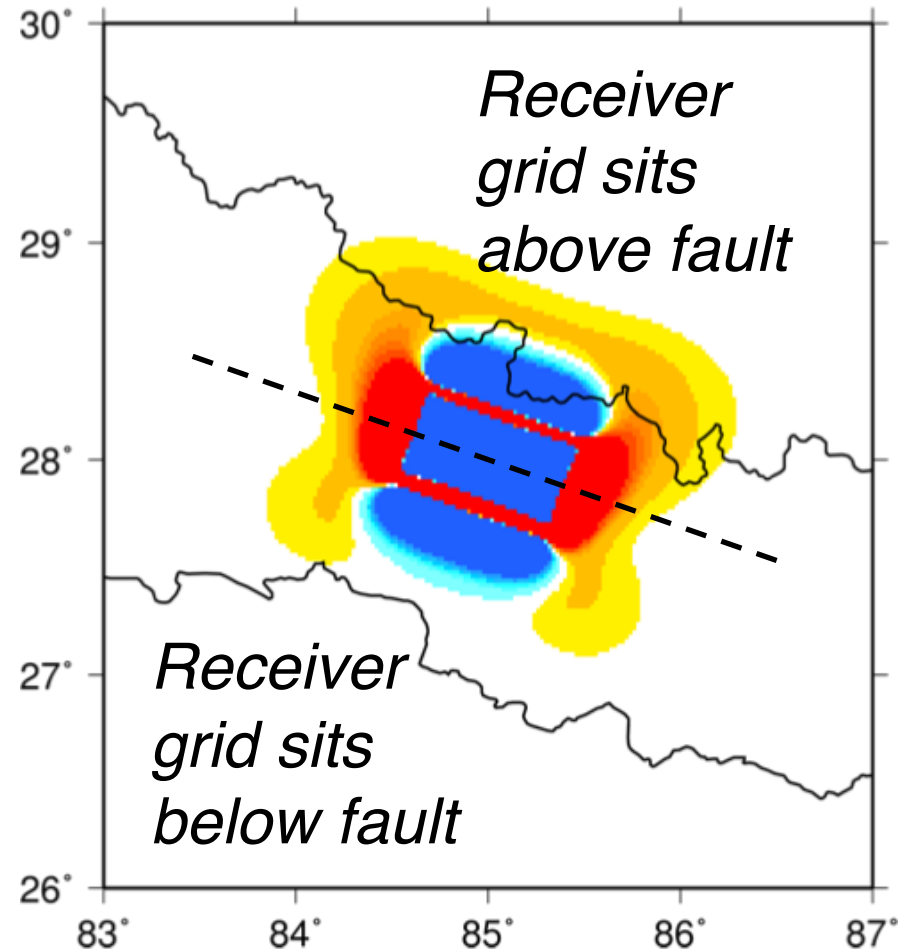 30°
Receiver
grid sits
above fault
29°
28°
27°
Receiver
grid sits
below fault
26°
83° 84° 85° 86° 87°